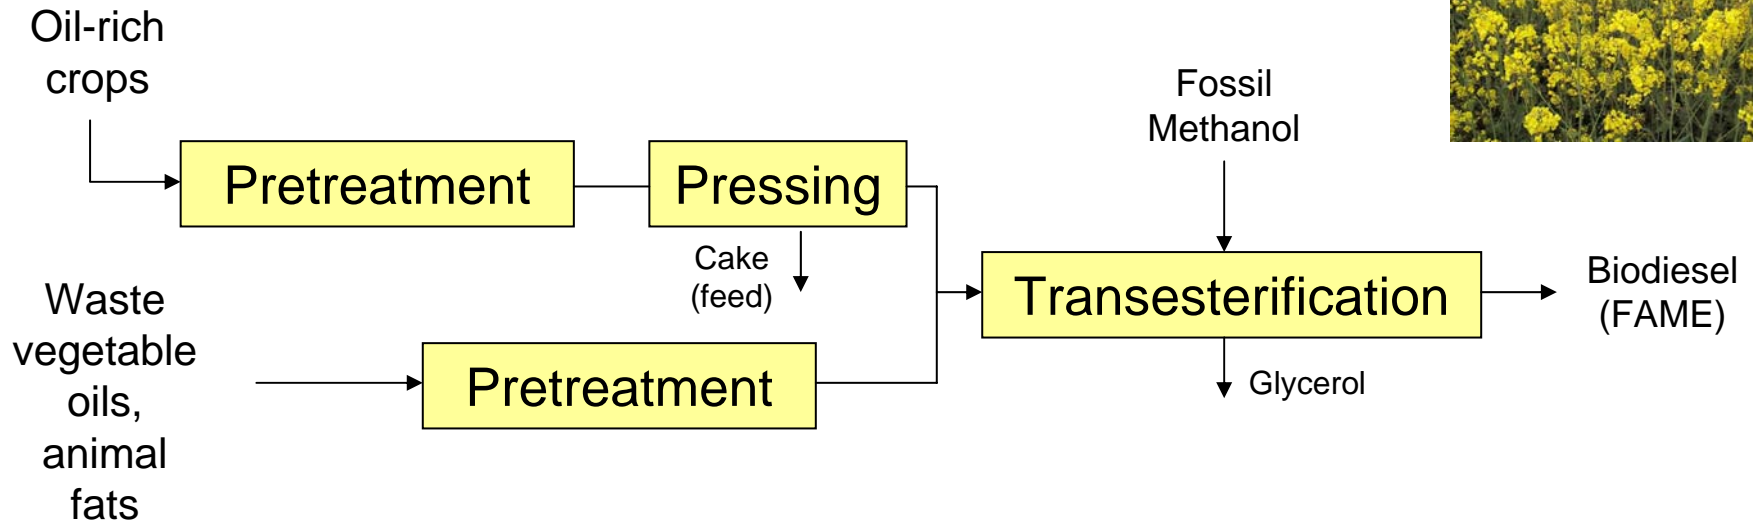 Oil-rich
crops
Pretreatment
Pressing
Cake
(feed)
Waste
vegetable
oils,
animal
fats
Pretreatment
Fossil
Methanol
Transesterification
Glycerol
Biodiesel
(FAME)